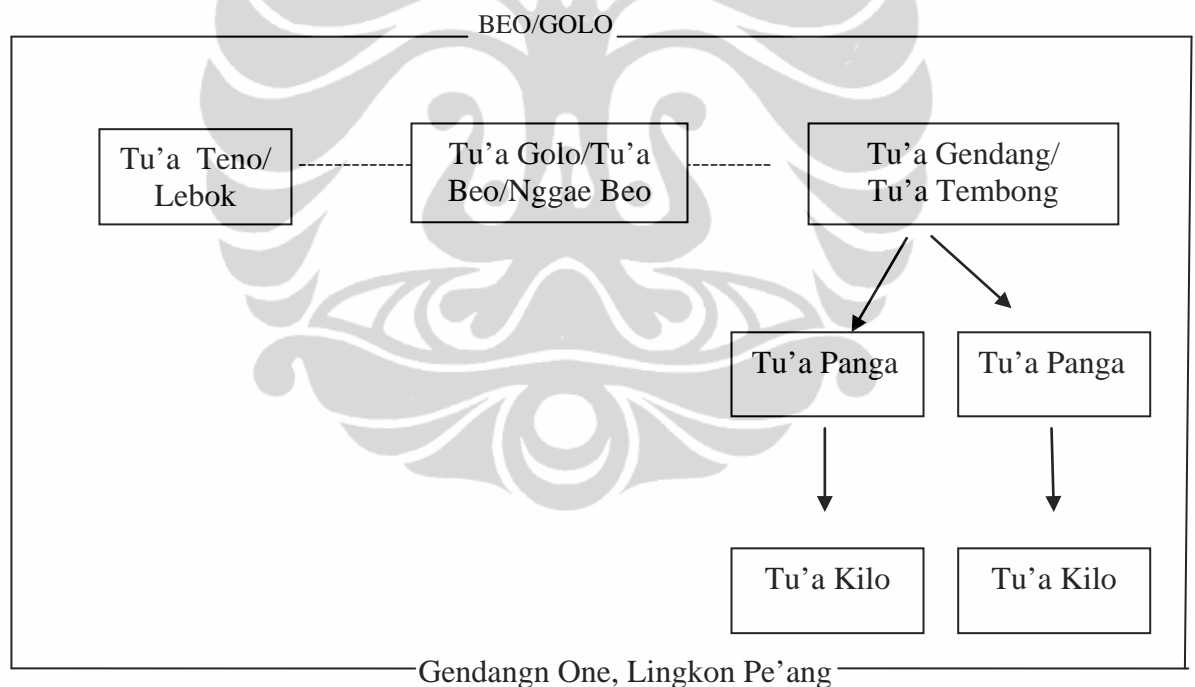 BEO/GOLO
Tu’a Teno/
Lebok
Tu’a Golo/Tu’a
Beo/Nggae Beo
Tu’a Gendang/
Tu’a Tembong
Tu’a Panga
Tu’a Panga
Tu’a Kilo
Tu’a Kilo
Gendangn One, Lingkon Pe’ang